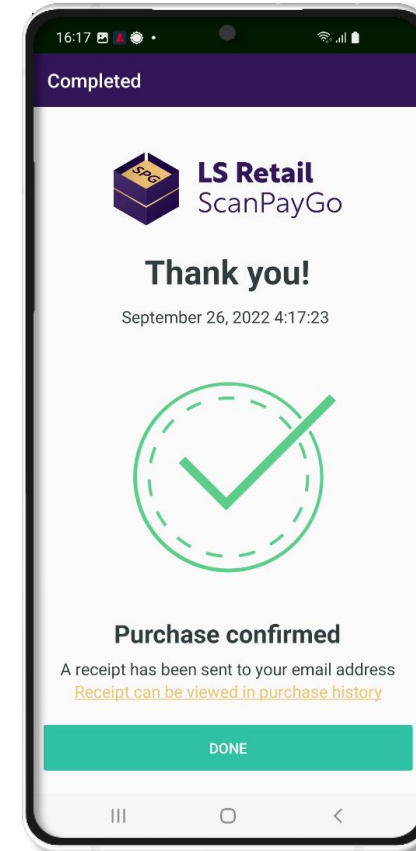 16:17
Completed
SPG
LS Retail
ScanPayGo
Thank you!
September 26, 2022 4:17:23
Purchase confirmed
A receipt has been sent to your email address
Receipt can be viewed in purchase history
DONE